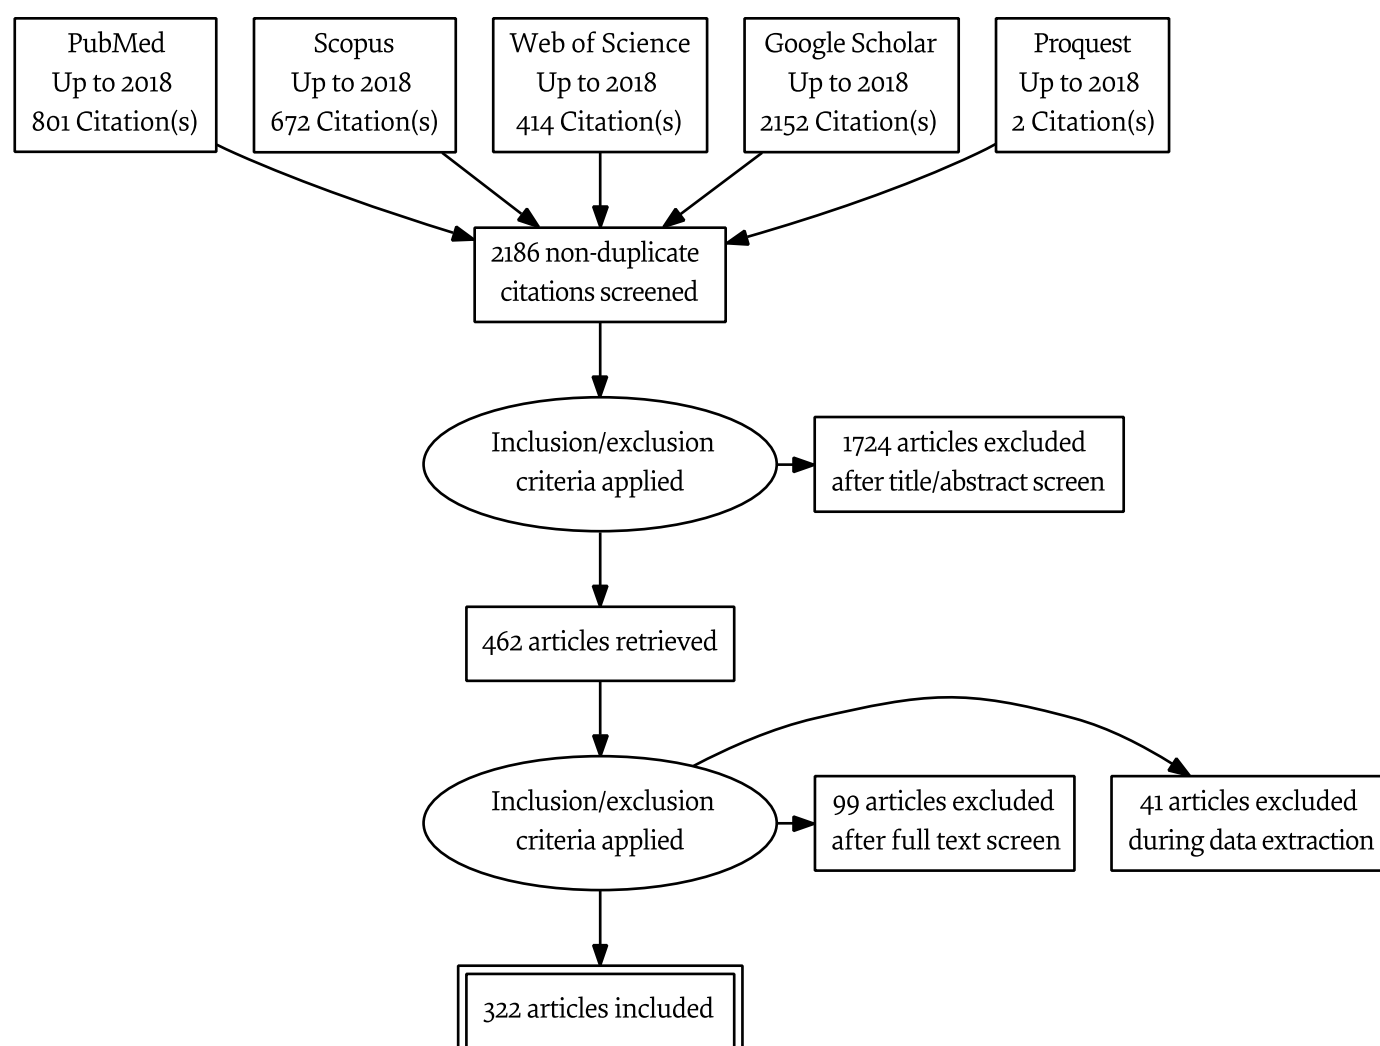 PubMed
Up to 2018
801 Citation(s)
Scopus
Up to 2018
672 Citation(s)
Web of Science
Up to 2018
414 Citation(s)
Google Scholar
Up to 2018
2152 Citation(s)
Proquest
Up to 2018
2 Citation(s)
2186 non-duplicate
citations screened
Inclusion/exclusion
criteria applied
1724 articles excluded
after title/abstract screen
462 articles retrieved
Inclusion/exclusion
criteria applied
99 articles excluded
after full text screen
41 articles excluded
during data extraction
322 articles included